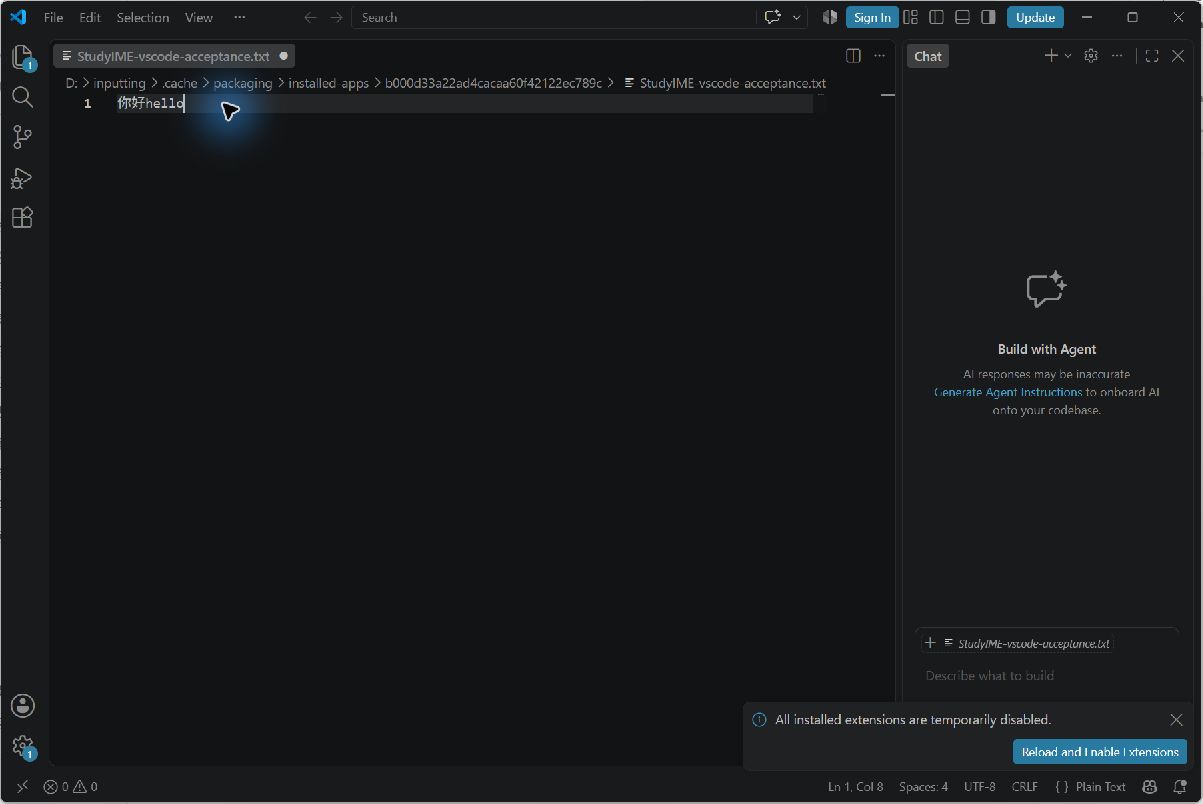 File Edit Selection View ··· Search Sign In Update
StudyIME-vscode-acceptance.txt
Chat
D: > inputting > .cache > packaging > installed-apps > b000d33a22ad4cacaa60f42122ec789c > StudyIME-vscode-acceptance.txt
1 你好hello
1
Build with Agent
AI responses may be inaccurate
Generate Agent Instructions to onboard AI
onto your codebase.
StudyIME-vscode-acceptance.txt
Describe what to build
All installed extensions are temporarily disabled.
Reload and Enable Extensions
1
0 0 Ln 1, Col 8 Spaces: 4 UTF-8 CRLF {} Plain Text